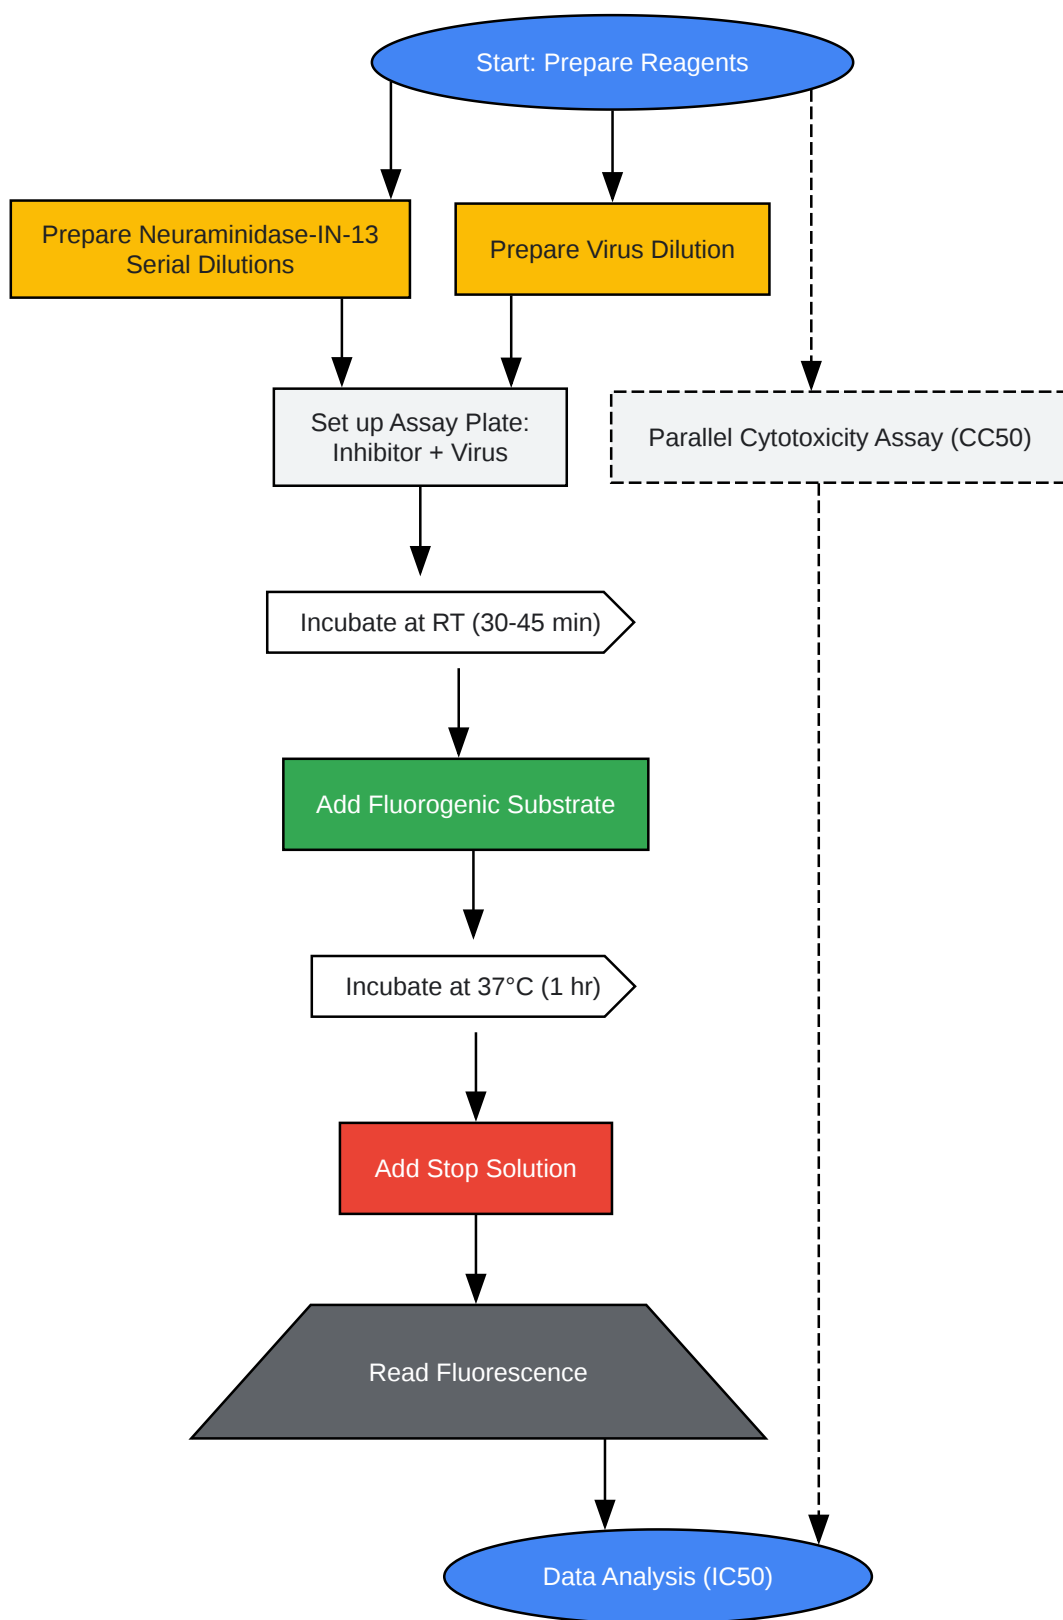 Start: Prepare Reagents
Prepare Neuraminidase-IN-13
Serial Dilutions
Prepare Virus Dilution
Set up Assay Plate:
Inhibitor + Virus
Parallel Cytotoxicity Assay (CC50)
Incubate at RT (30-45 min)
Add Fluorogenic Substrate
Incubate at 37°C (1 hr)
Add Stop Solution
Read Fluorescence
Data Analysis (IC50)